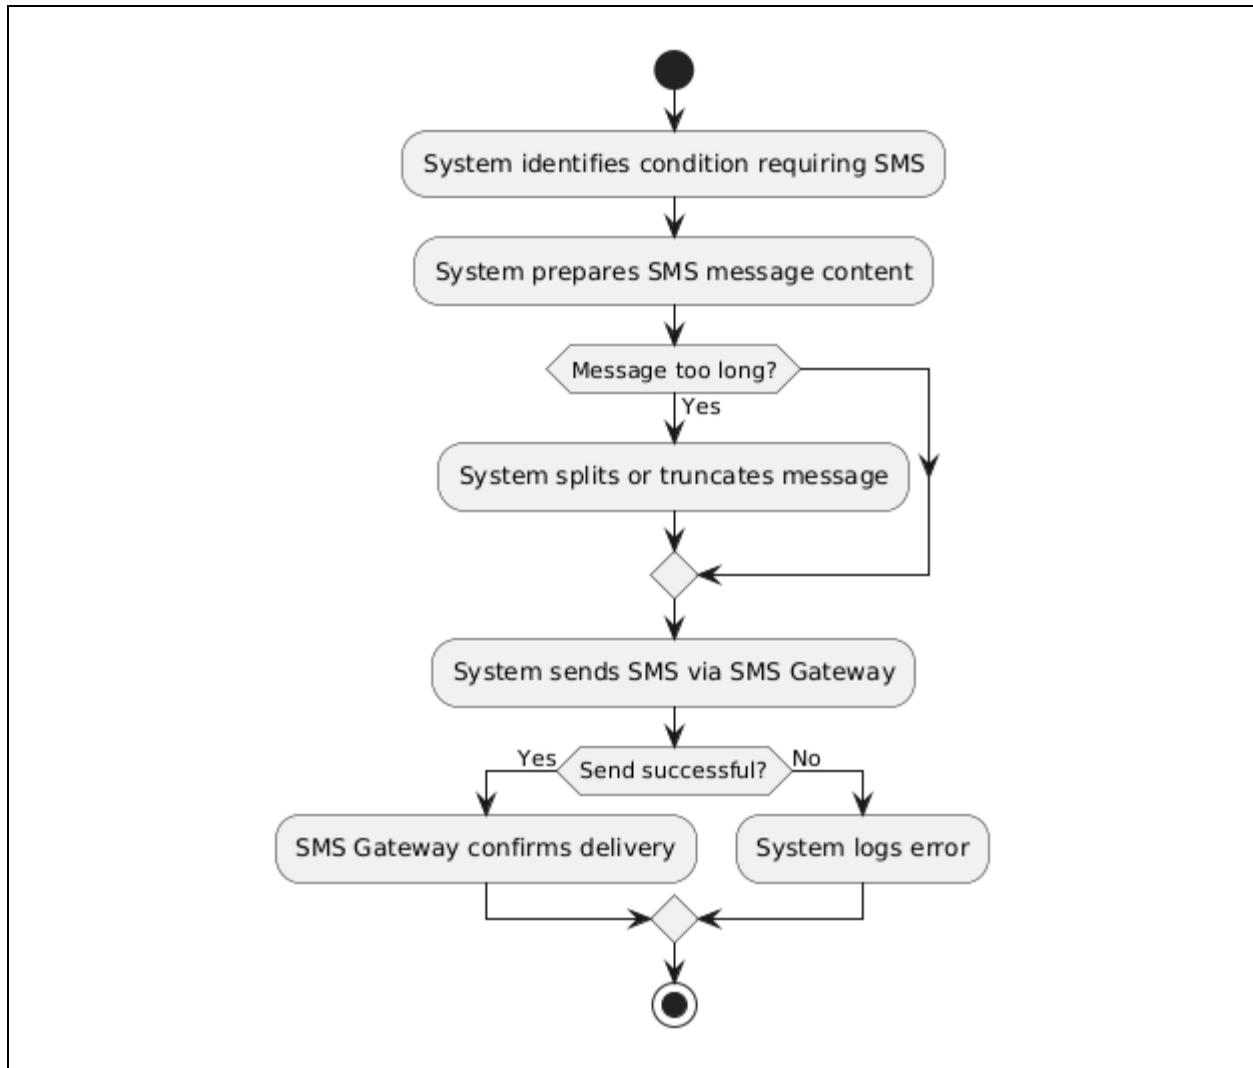 System identifies condition requiring SMS
System prepares SMS message content
Message too long?
Yes
System splits or truncates message
System sends SMS via SMS Gateway
Yes
Send successful?
No
SMS Gateway confirms delivery
System logs error